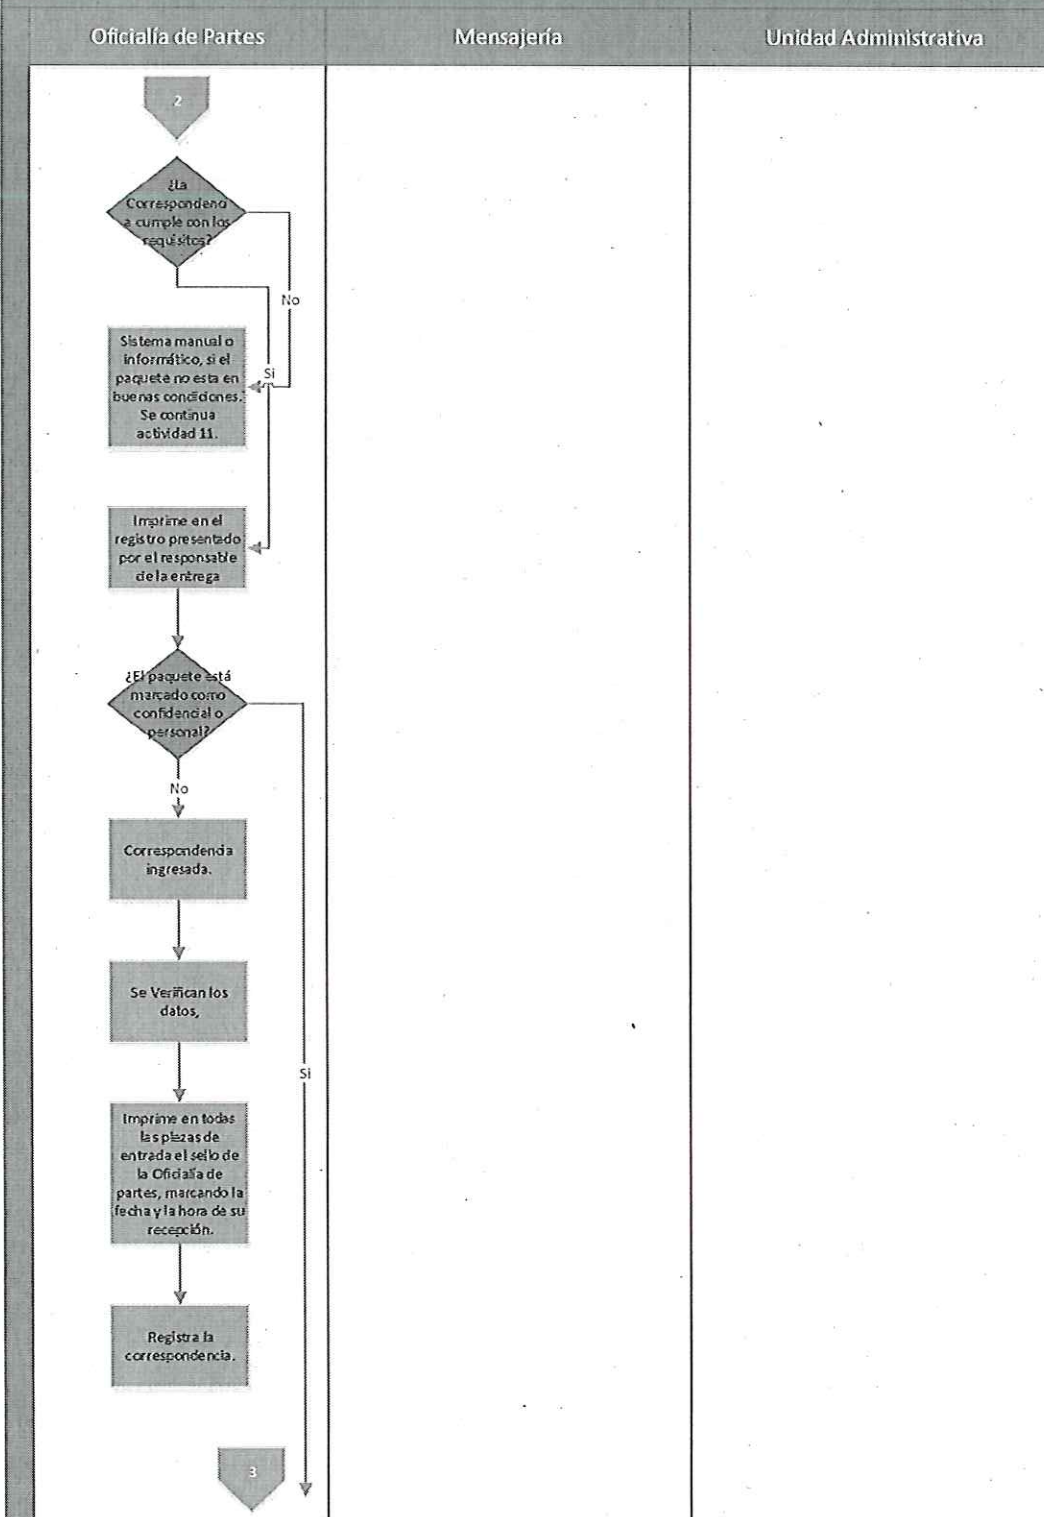 Oficialía de Partes
Mensajería
Unidad Administrativa
2
¿La
Correspondenci
a cumple con los
requisitos?
No
Sistema manual o
informático, si el
paquete no esta en
buenas condiciones.
Se continua
actividad 11.
Si
Imprime en el
registro presentado
por el responsable
de la entrega
¿El paquete está
marcado como
confidencial o
personal?
No
Correspondencia
ingresada.
Se Verifican los
datos,
Si
Imprime en todas
las piezas de
entrada el sello de
la Oficialía de
partes, marcando la
fecha y la hora de su
recepción.
Registra la
correspondencia.
3